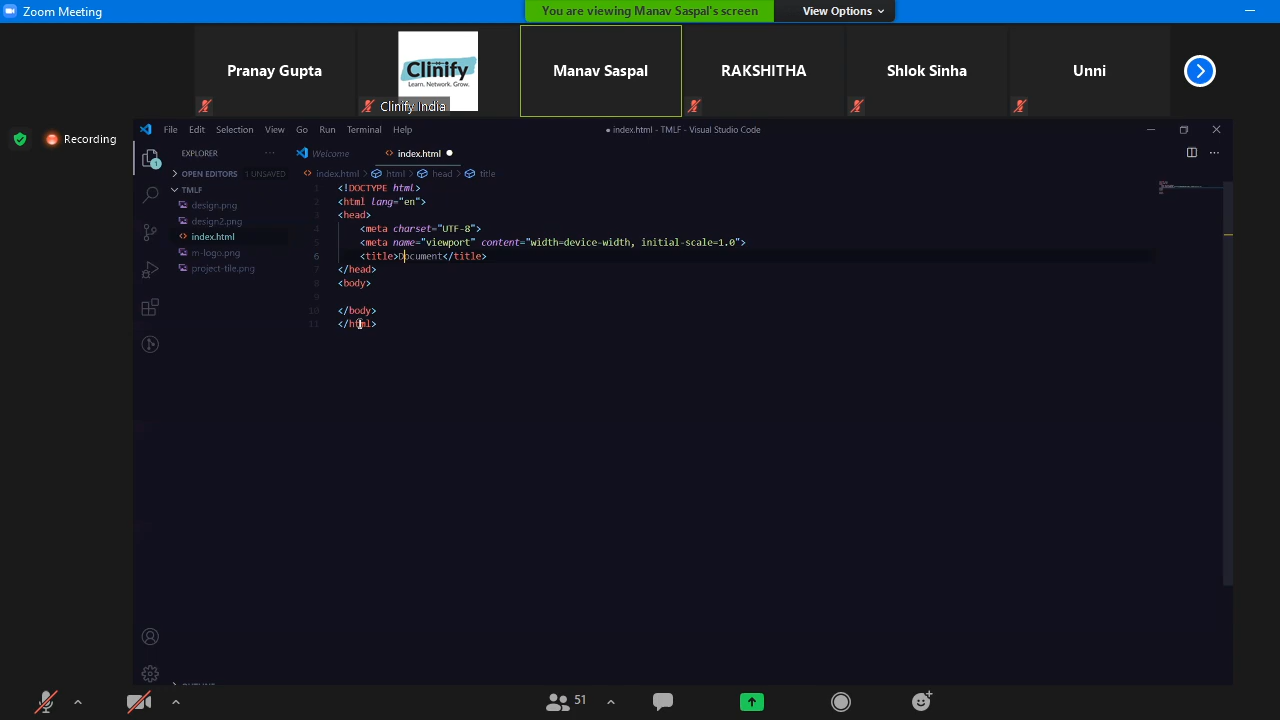 Zoom Meeting
You are viewing Manav Saspal's screen
View Options
Pranay Gupta
Clinify
Learn. Network. Grow.
Clinify India
Manav Saspal
RAKSHITHA
Shlok Sinha
Unni
Recording
File Edit Selection View Go Run Terminal Help
● index.html - TMLF - Visual Studio Code
EXPLORER
Welcome
index.html
OPEN EDITORS 1 UNSAVED
index.html > html > head > title
TMLF
design.png
design2.png
index.html
m-logo.png
project-tile.png
1 <!DOCTYPE html>
2 <html lang="en">
3 <head>
4 <meta charset="UTF-8">
5 <meta name="viewport" content="width=device-width, initial-scale=1.0">
6 <title>Document</title>
7 </head>
8 <body>
9
10 </body>
11 </html>
1
51